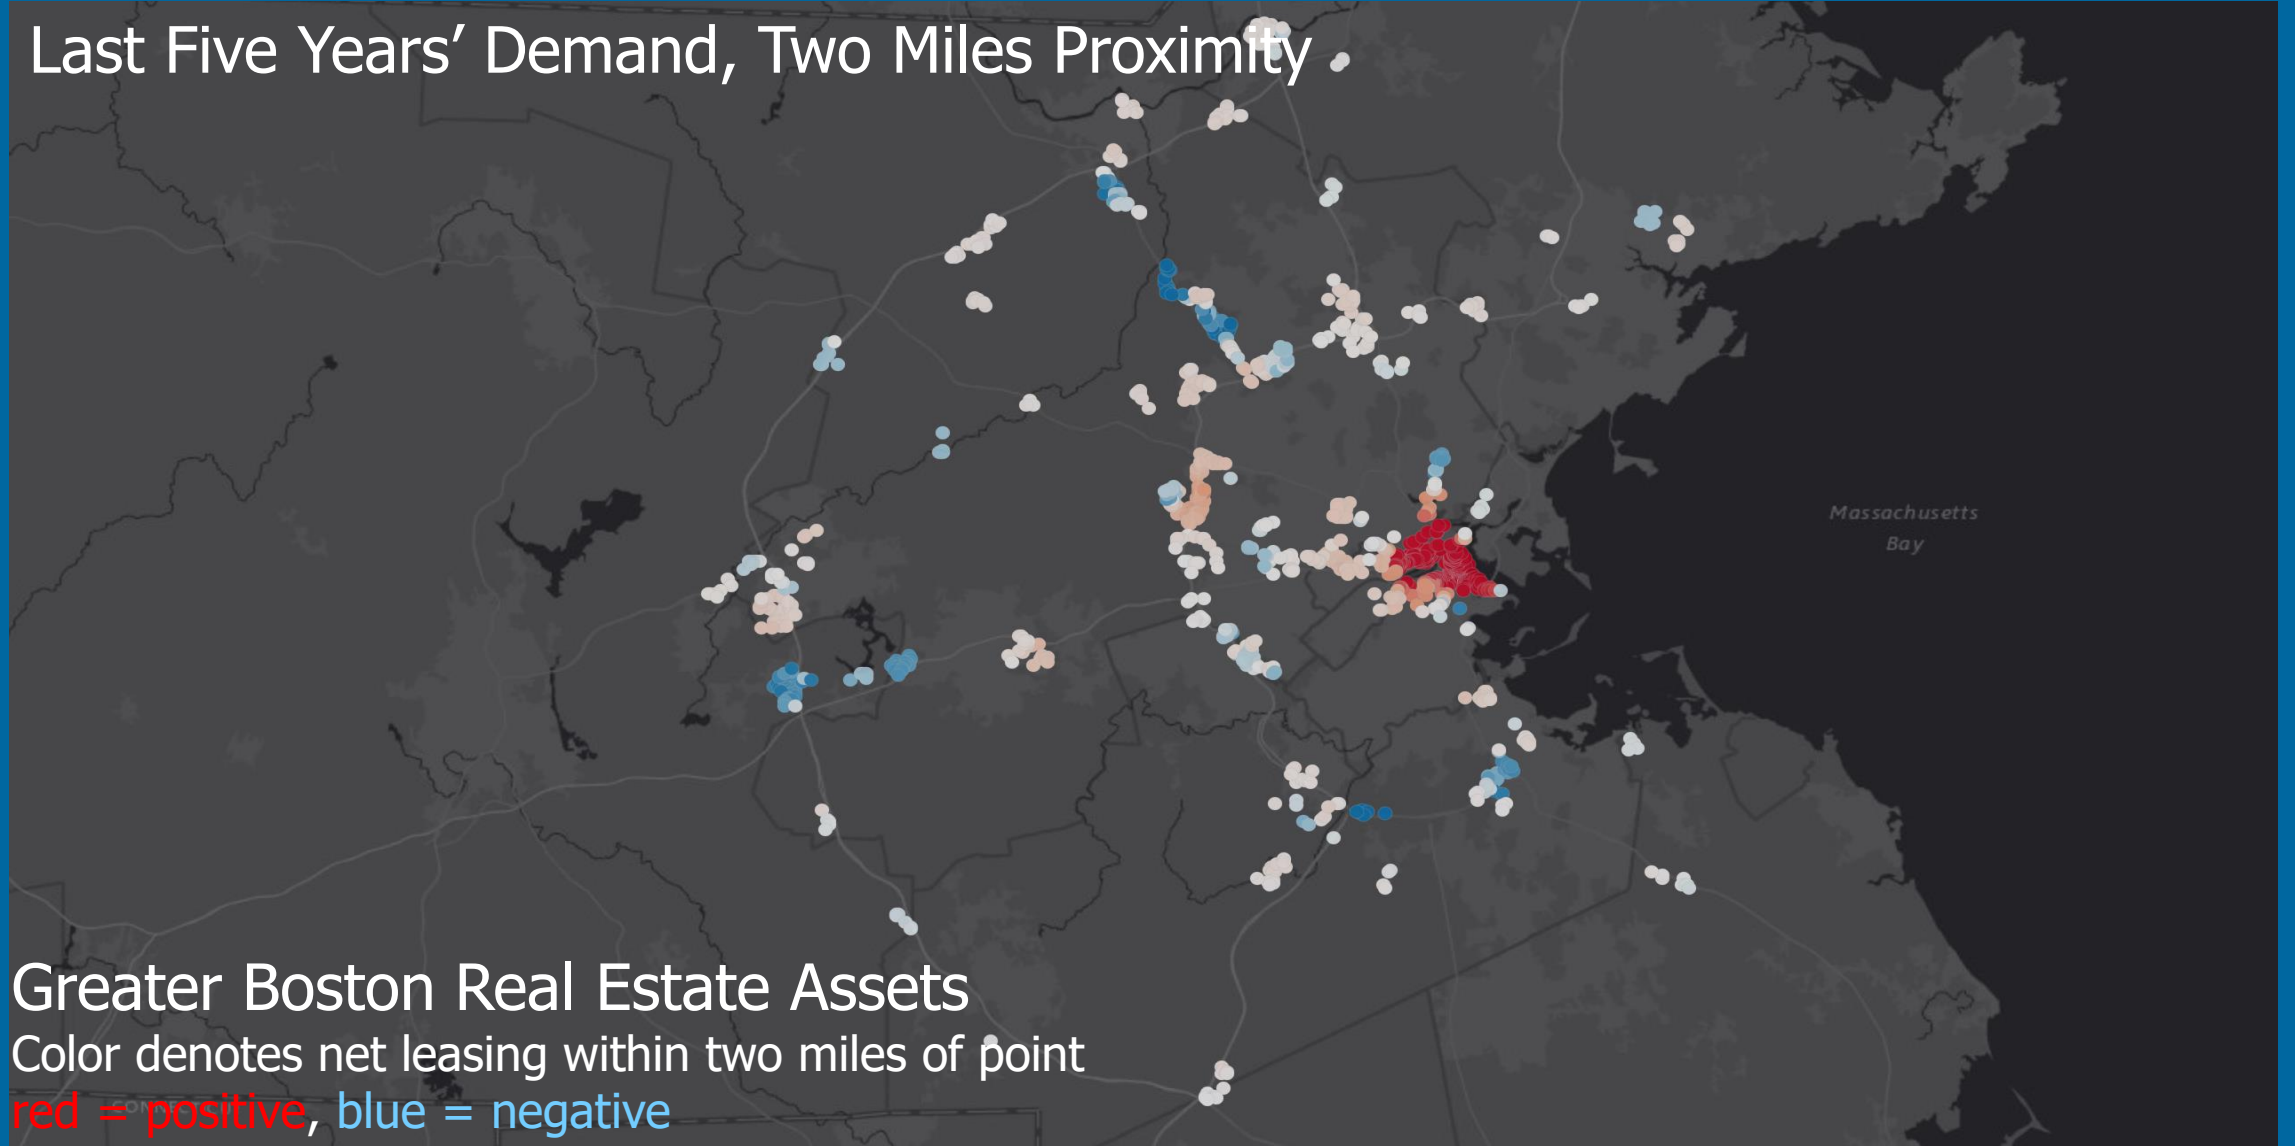 Last Five Years’ Demand, Two Miles Proximity
Massachusetts
Bay
Greater Boston Real Estate Assets
Color denotes net leasing within two miles of point
red = positive, blue = negative